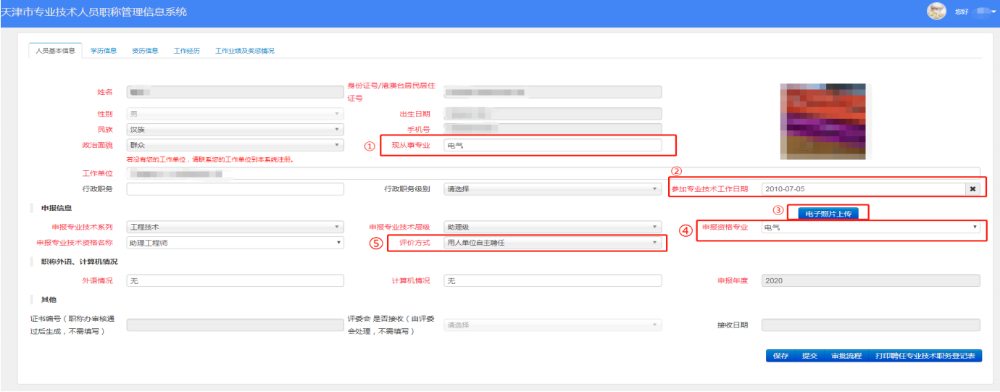 天津市专业技术人员职称管理信息系统
您好
人员基本信息 学历信息 资历信息 工作经历 工作业绩及奖惩情况
姓名 身份证号/港澳台居民居住证号
性别 男 出生日期
民族 汉族 手机号
政治面貌 群众 ① 现从事专业 电气
若没有您的工作单位，请联系您的工作单位到本系统注册。
工作单位
②
行政职务 行政职务级别 请选择 参加专业技术工作日期 2010-07-05
申报信息 ③ 电子照片上传
申报专业技术系列 工程技术 申报专业技术层级 助理级 ④ 申报资格专业 电气
申报专业技术资格名称 助理工程师 ⑤ 评价方式 用人单位自主聘任
职称外语、计算机情况
外语情况 无 计算机情况 无 申报年度 2020
其他
证书编号（职称办审核通过后生成，不需填写） 评委会 是否接收（由评委会处理，不需填写） 请选择 接收日期
保存 提交 审批流程 打印聘任专业技术职务登记表